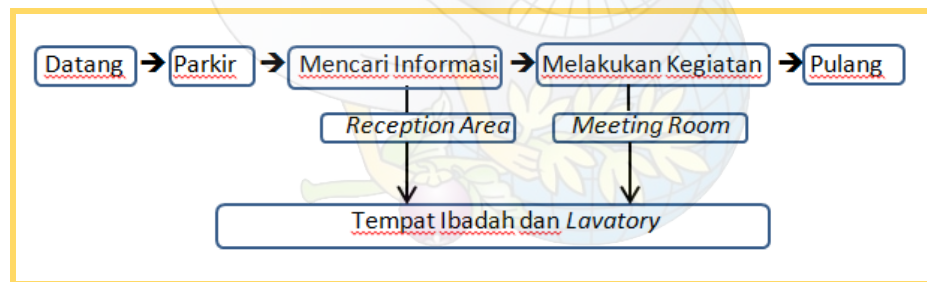 Datang → Parkir → Mencari Informasi → Melakukan Kegiatan → Pulang
Reception Area Meeting Room
Tempat Ibadah dan Lavatory